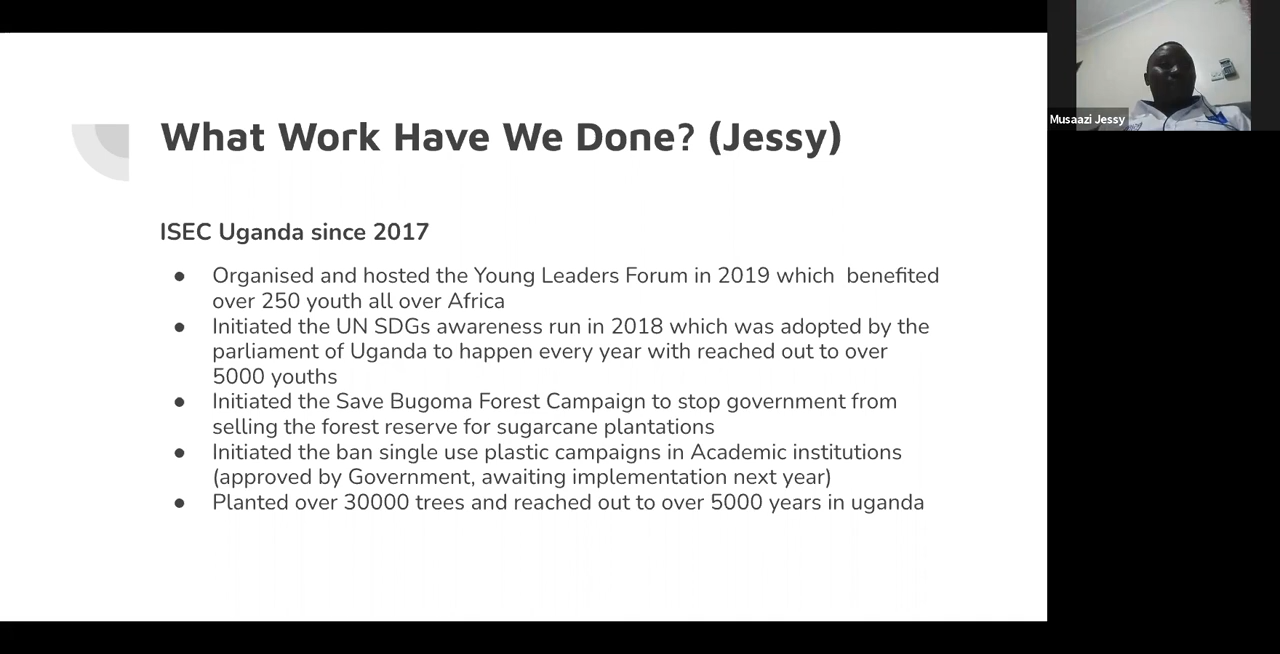 What Work Have We Done? (Jessy)
ISEC Uganda since 2017
● Organised and hosted the Young Leaders Forum in 2019 which  benefited
over 250 youth all over Africa
● Initiated the UN SDGs awareness run in 2018 which was adopted by the
parliament of Uganda to happen every year with reached out to over
5000 youths
● Initiated the Save Bugoma Forest Campaign to stop government from
selling the forest reserve for sugarcane plantations
● Initiated the ban single use plastic campaigns in Academic institutions
(approved by Government, awaiting implementation next year)
● Planted over 30000 trees and reached out to over 5000 years in uganda
Musaazi Jessy